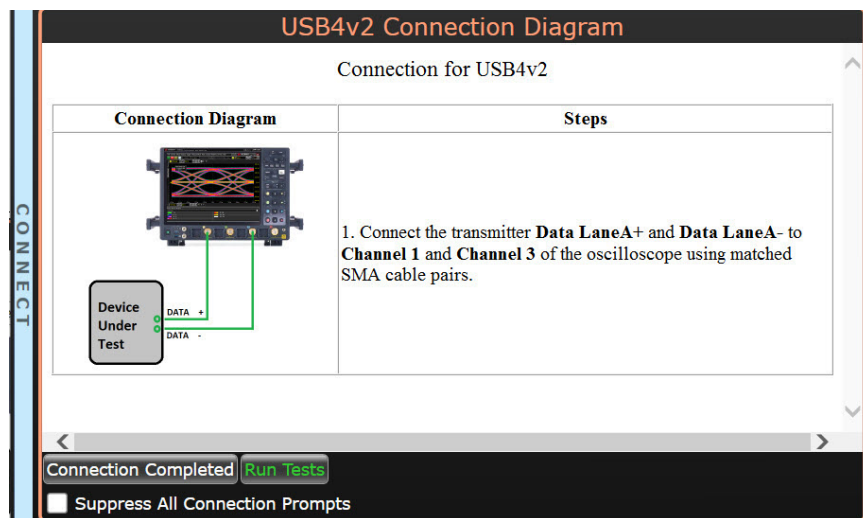 USB4v2 Connection Diagram
Connection for USB4v2
Connection Diagram
Steps
1. Connect the transmitter Data LaneA+ and Data LaneA- to
Channel 1 and Channel 3 of the oscilloscope using matched
SMA cable pairs.
Device
Under
Test
DATA +
DATA -
CONNECT
Connection Completed
Run Tests
Suppress All Connection Prompts